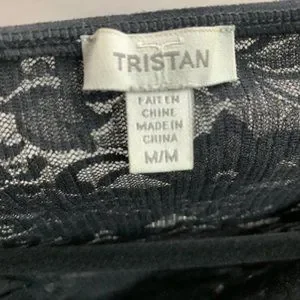 TRISTAN
FAIT EN
CHINE
MADE IN
CHINA
M/M